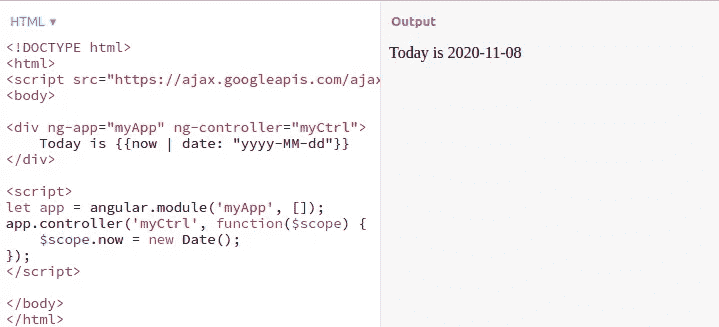 HTML ▾
<!DOCTYPE html>
<html>
<script src="https://ajax.googleapis.com/ajax
<body>
<div ng-app="myApp" ng-controller="myCtrl">
    Today is {{now | date: "yyyy-MM-dd"}}
</div>
<script>
let app = angular.module('myApp', []);
app.controller('myCtrl', function($scope) {
    $scope.now = new Date();
});
</script>
</body>
</html>
Output
Today is 2020-11-08